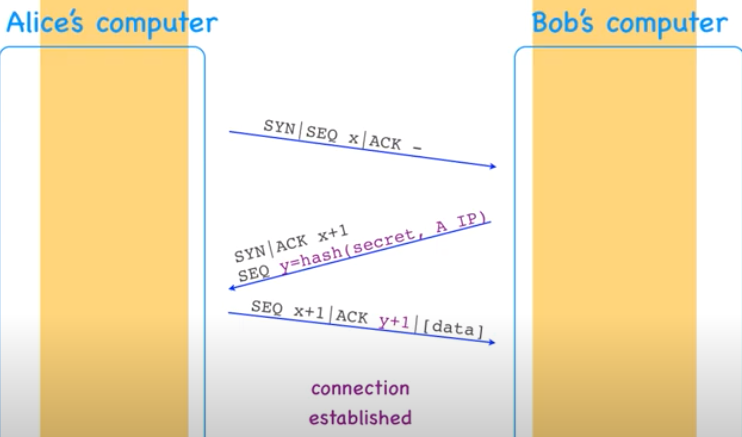 Alice's computer
Bob's computer
SYN|SEQ x|ACK -
SYN|ACK x+1
SEQ y=hash(secret, A IP)
SEQ x+1|ACK y+1|[data]
connection
established